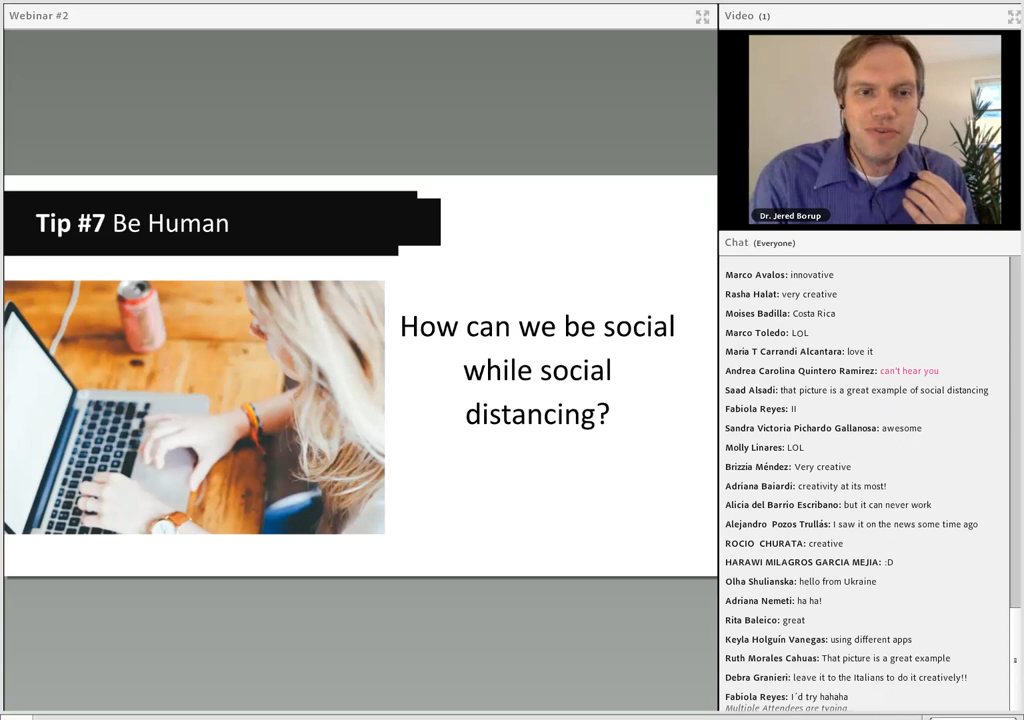 Webinar #2
Tip #7 Be Human
How can we be social
while social
distancing?
Video (1)
Dr. Jered Borup
Chat (Everyone)
Marco Avalos: innovative
Rasha Halat: very creative
Moises Badilla: Costa Rica
Marco Toledo: LOL
Maria T Carrandi Alcantara: love it
Andrea Carolina Quintero Ramirez: can't hear you
Saad Alsadi: that picture is a great example of social distancing
Fabiola Reyes: II
Sandra Victoria Pichardo Gallanosa: awesome
Molly Linares: LOL
Brizzia Méndez: Very creative
Adriana Baiardi: creativity at its most!
Alicia del Barrio Escribano: but it can never work
Alejandro Pozos Trullás: I saw it on the news some time ago
ROCIO CHURATA: creative
HARAWI MILAGROS GARCIA MEJIA: :D
Olha Shulianska: hello from Ukraine
Adriana Nemeti: ha ha!
Rita Baleico: great
Keyla Holguín Vanegas: using different apps
Ruth Morales Cahuas: That picture is a great example
Debra Granieri: leave it to the Italians to do it creatively!!
Fabiola Reyes: I´d try hahaha
Multiple Attendees are typing...